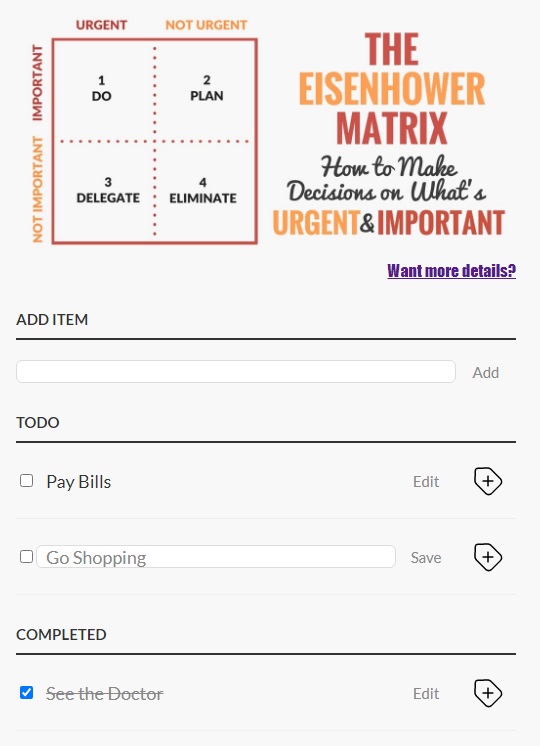 URGENT NOT URGENT
IMPORTANT
NOT IMPORTANT
1
DO
2
PLAN
3
DELEGATE
4
ELIMINATE
THE
EISENHOWER
MATRIX
How to Make
Decisions on What's
URGENT&IMPORTANT
Want more details?
ADD ITEM
Add
TODO
Pay Bills Edit
Go Shopping Save
COMPLETED
See the Doctor Edit